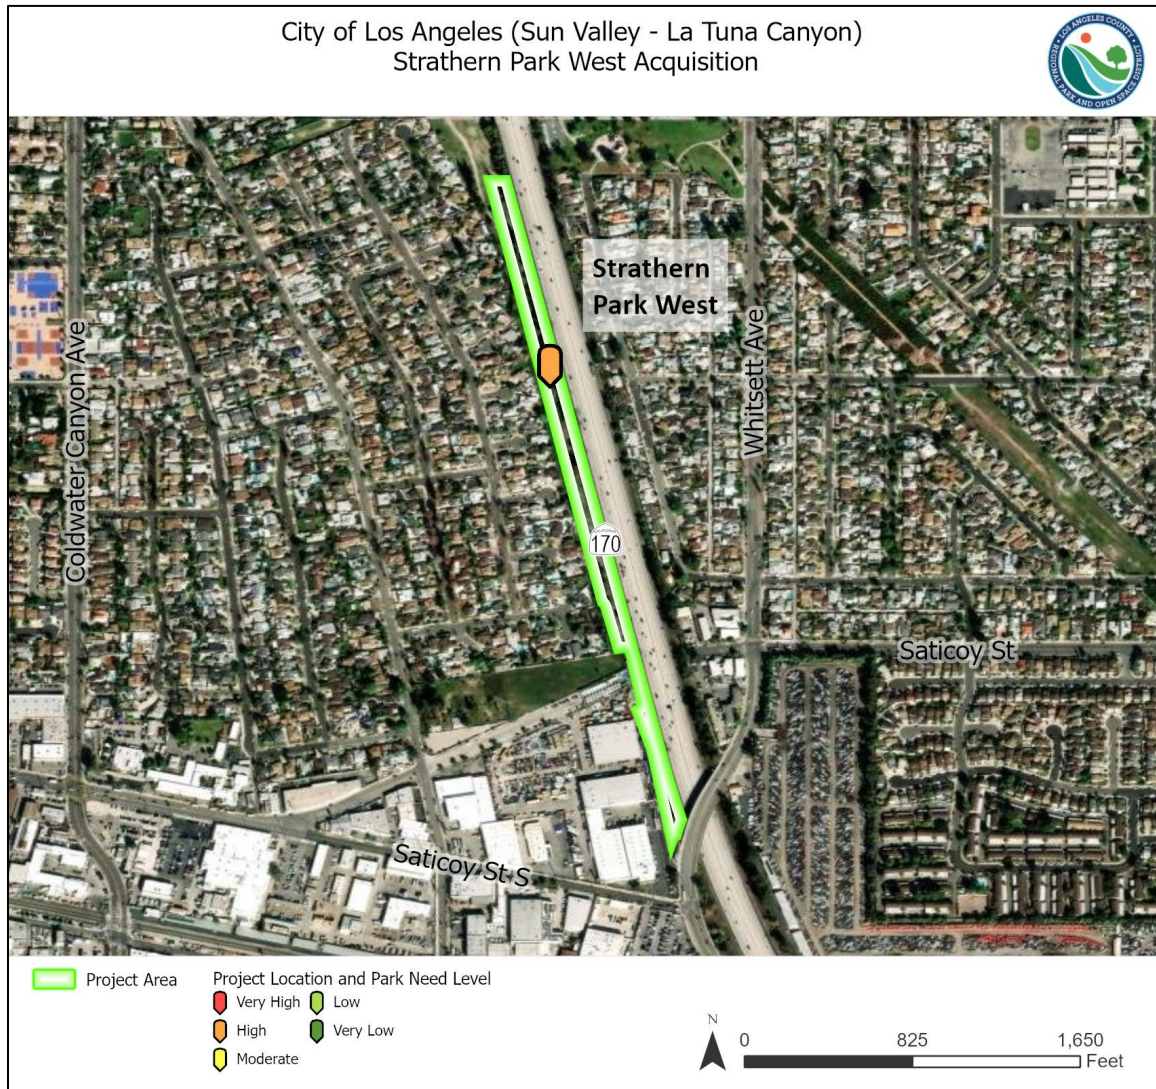 City of Los Angeles (Sun Valley - La Tuna Canyon)
Strathern Park West Acquisition
LOS ANGELES COUNTY
REGIONAL PARK AND OPEN SPACE DISTRICT
Strathern
Park West
Coldwater Canyon Ave
Whitsett Ave
CALIFORNIA
170
Saticoy St
Saticoy St S
Project Area
Project Location and Park Need Level
Very High
Low
High
Very Low
Moderate
N
0 825 1,650
Feet